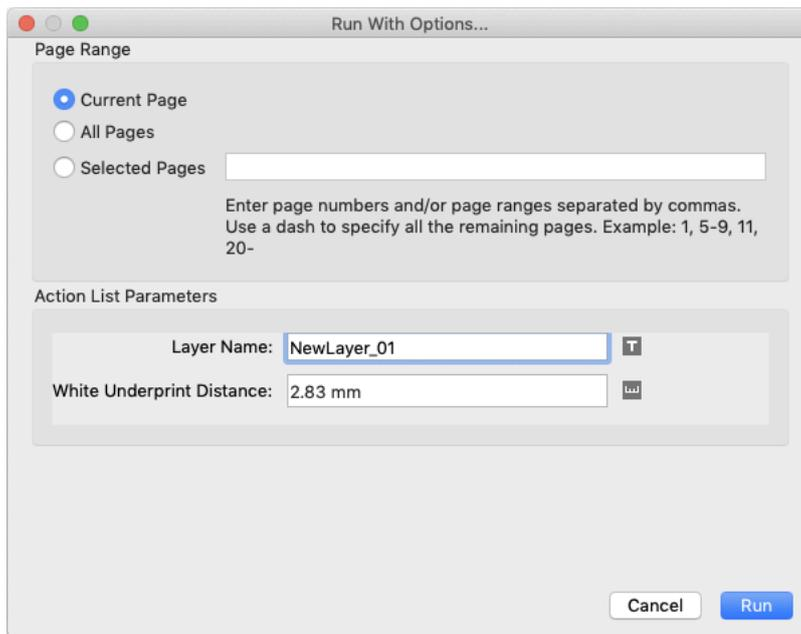 Run With Options...
Page Range
Current Page
All Pages
Selected Pages
Enter page numbers and/or page ranges separated by commas.
Use a dash to specify all the remaining pages. Example: 1, 5-9, 11,
20-
Action List Parameters
Layer Name: NewLayer_01 T
White Underprint Distance: 2.83 mm
Cancel Run